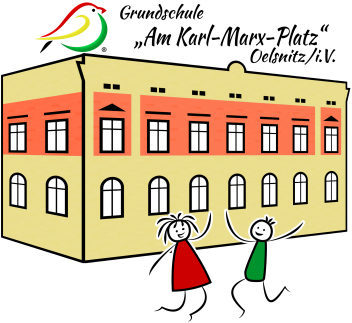 Grundschule
„Am Karl-Marx-Platz“
Oelsnitz/i.V.
®